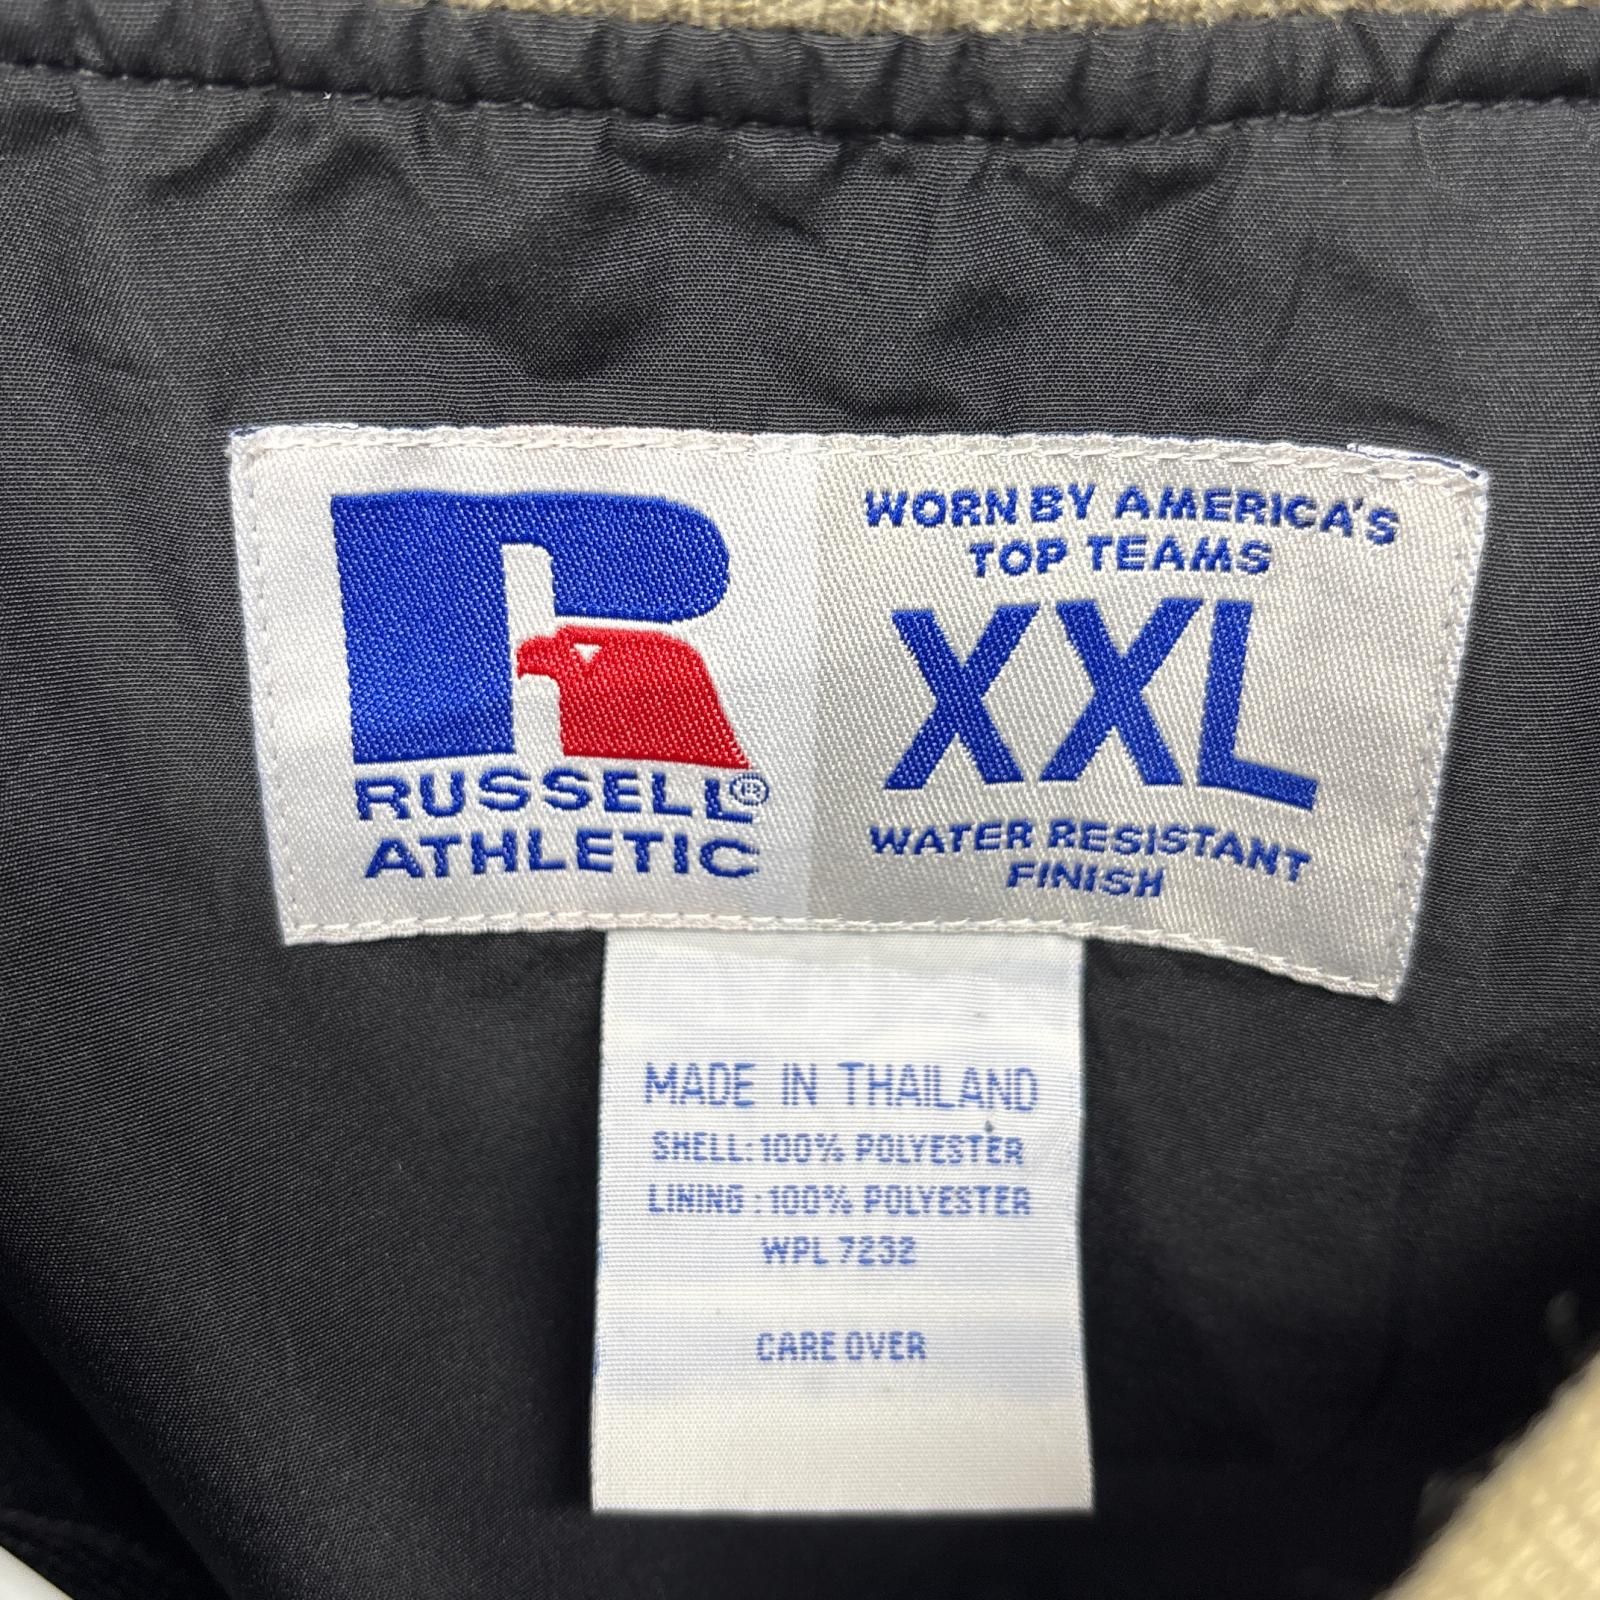 RUSSELL®
ATHLETIC
WORN BY AMERICA'S
TOP TEAMS
XXL
WATER RESISTANT
FINISH
MADE IN THAILAND
SHELL: 100% POLYESTER
LINING : 100% POLYESTER
WPL 7232
CARE OVER